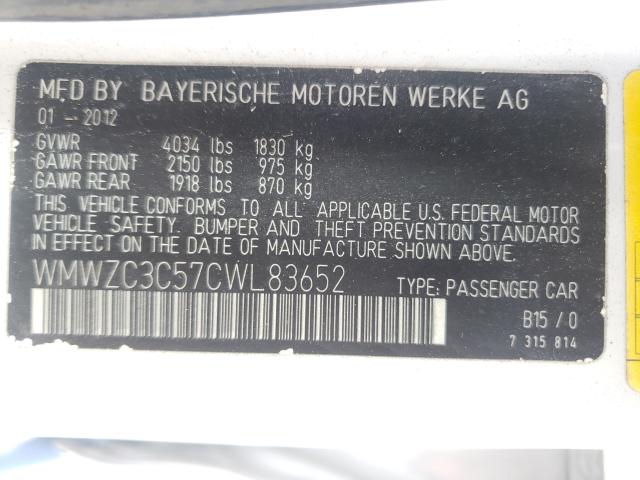 MFD BY BAYERISCHE MOTOREN WERKE AG
01 - 2012
GVWR 4034 lbs 1830 kg
GAWR FRONT 2150 lbs 975 kg
GAWR REAR 1918 lbs 870 kg
THIS VEHICLE CONFORMS TO ALL APPLICABLE U.S. FEDERAL MOTOR
VEHICLE SAFETY, BUMPER AND THEFT PREVENTION STANDARDS
IN EFFECT ON THE DATE OF MANUFACTURE SHOWN ABOVE.
WMWZC3C57CWL83652 TYPE: PASSENGER CAR
B15 / 0
7 315 814